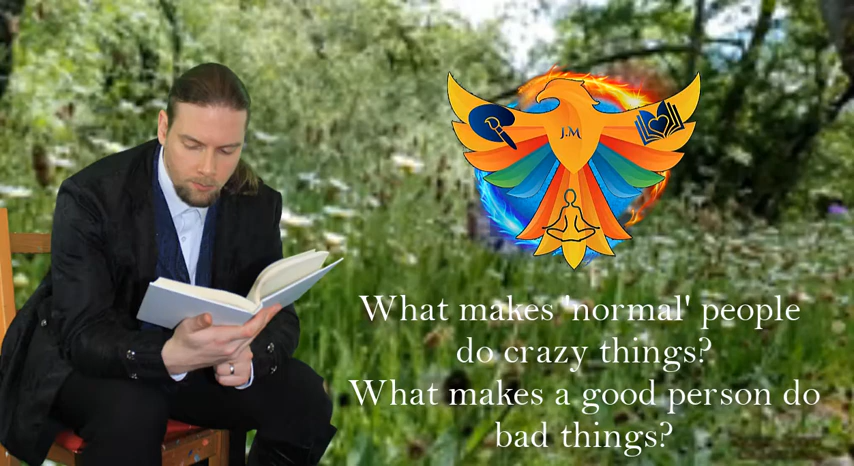 J.M
What makes 'normal' people
do crazy things?
What makes a good person do
bad things?